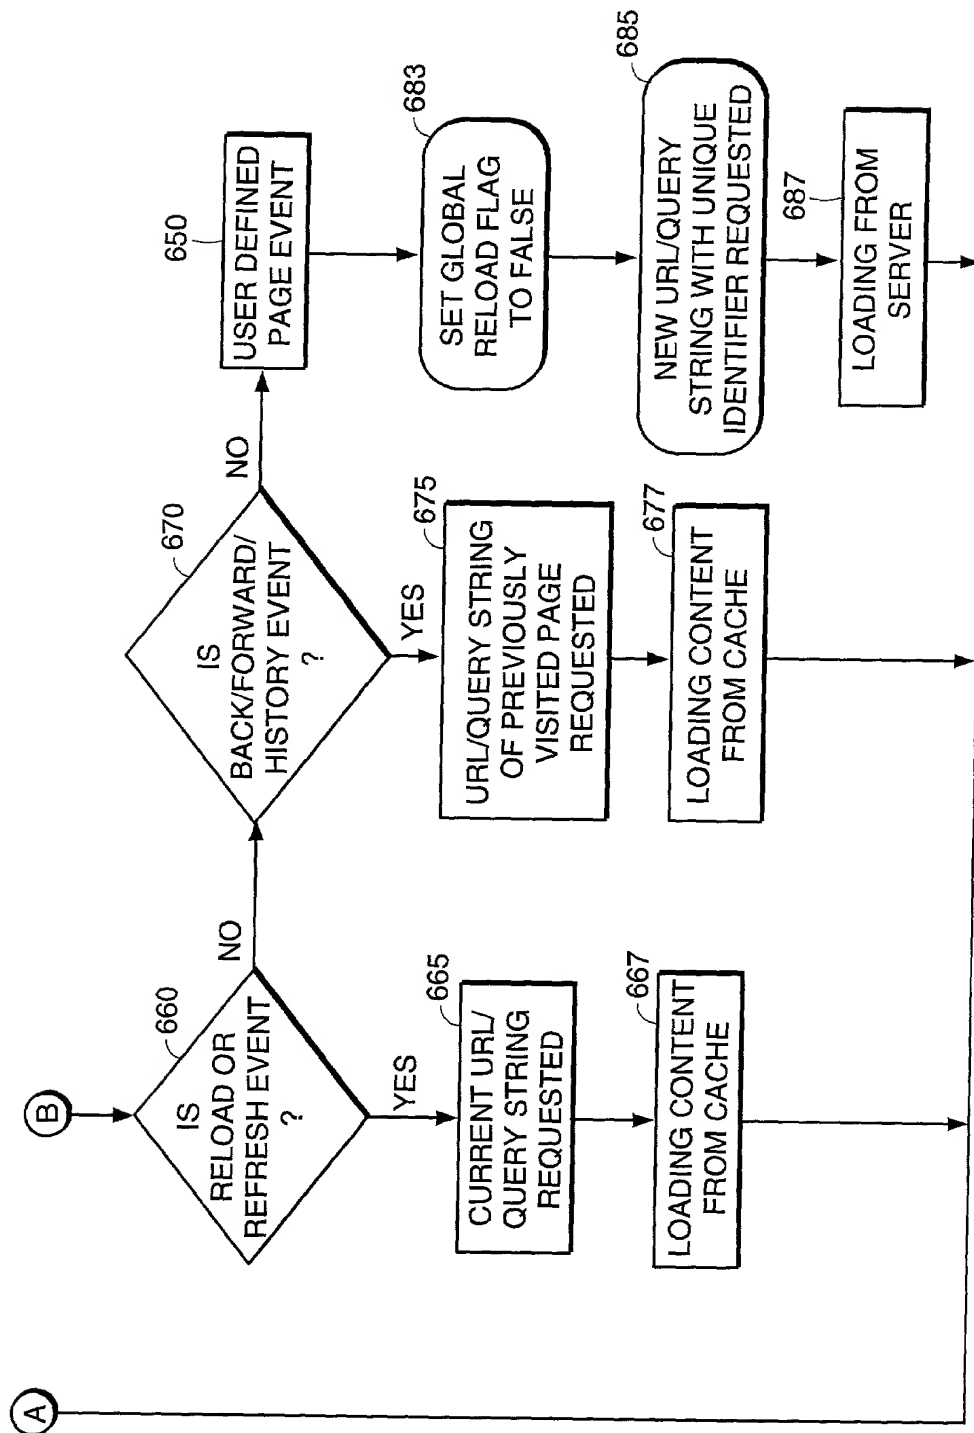 A
B
660
IS
RELOAD OR
REFRESH EVENT
?
NO
YES
665
CURRENT URL/
QUERY STRING
REQUESTED
667
LOADING CONTENT
FROM CACHE
670
IS
BACK/FORWARD/
HISTORY EVENT
?
NO
YES
675
URL/QUERY STRING
OF PREVIOUSLY
VISITED PAGE
REQUESTED
677
LOADING CONTENT
FROM CACHE
650
USER DEFINED
PAGE EVENT
683
SET GLOBAL
RELOAD FLAG
TO FALSE
685
NEW URL/QUERY
STRING WITH UNIQUE
IDENTIFIER REQUESTED
687
LOADING FROM
SERVER